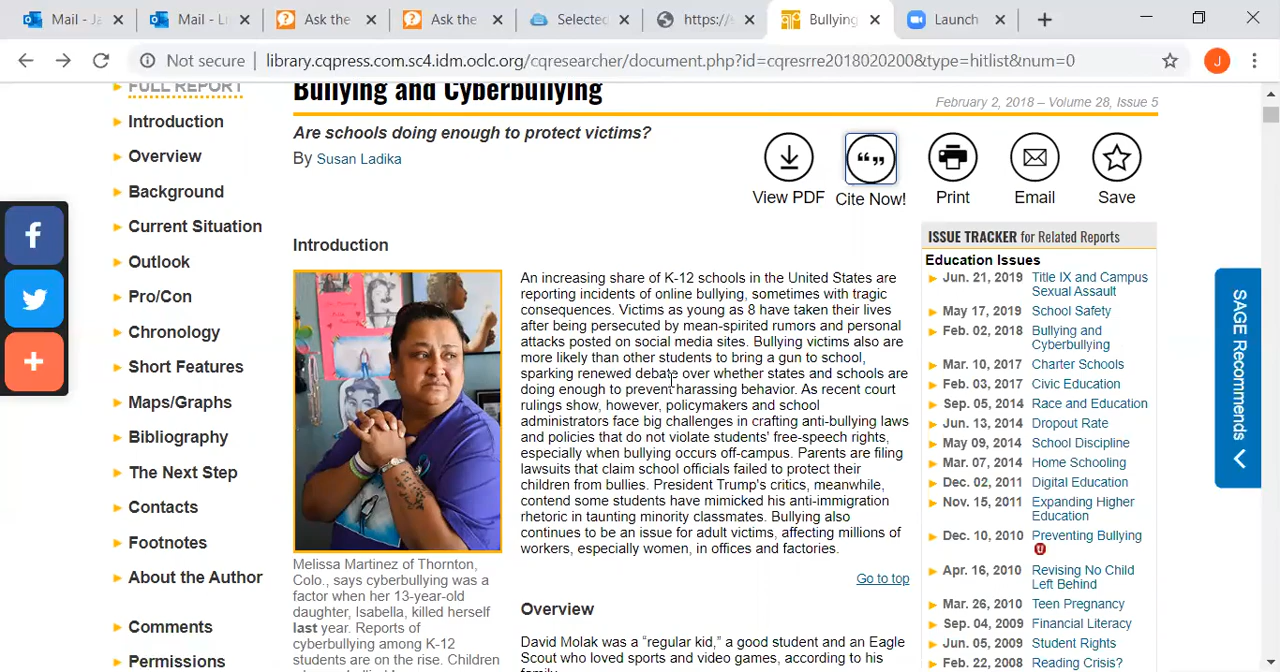 Mail - Ja
Mail - L
Ask the
Ask the
Selected
https://s
Bullying
Launch
Not secure
library.cqpress.com.sc4.idm.oclc.org/cqresearcher/document.php?id=cqresrre2018020200&type=hitlist&num=0
J
FULL REPORT
Introduction
Overview
Background
Current Situation
Outlook
Pro/Con
Chronology
Short Features
Maps/Graphs
Bibliography
The Next Step
Contacts
Footnotes
About the Author
Comments
Permissions
Bullying and Cyberbullying
February 2, 2018 – Volume 28, Issue 5
Are schools doing enough to protect victims?
By Susan Ladika
View PDF
Cite Now!
Print
Email
Save
Introduction
Melissa Martinez of Thornton,
Colo., says cyberbullying was a
factor when her 13-year-old
daughter, Isabella, killed herself
last year. Reports of
cyberbullying among K-12
students are on the rise. Children
An increasing share of K-12 schools in the United States are
reporting incidents of online bullying, sometimes with tragic
consequences. Victims as young as 8 have taken their lives
after being persecuted by mean-spirited rumors and personal
attacks posted on social media sites. Bullying victims also are
more likely than other students to bring a gun to school,
sparking renewed debate over whether states and schools are
doing enough to prevent harassing behavior. As recent court
rulings show, however, policymakers and school
administrators face big challenges in crafting anti-bullying laws
and policies that do not violate students' free-speech rights,
especially when bullying occurs off-campus. Parents are filing
lawsuits that claim school officials failed to protect their
children from bullies. President Trump's critics, meanwhile,
contend some students have mimicked his anti-immigration
rhetoric in taunting minority classmates. Bullying also
continues to be an issue for adult victims, affecting millions of
workers, especially women, in offices and factories.
Go to top
Overview
David Molak was a “regular kid,” a good student and an Eagle
Scout who loved sports and video games, according to his
family.
ISSUE TRACKER for Related Reports
Education Issues
Jun. 21, 2019 Title IX and Campus
Sexual Assault
May 17, 2019 School Safety
Feb. 02, 2018 Bullying and
Cyberbullying
Mar. 10, 2017 Charter Schools
Feb. 03, 2017 Civic Education
Sep. 05, 2014 Race and Education
Jun. 13, 2014 Dropout Rate
May 09, 2014 School Discipline
Mar. 07, 2014 Home Schooling
Dec. 02, 2011 Digital Education
Nov. 15, 2011 Expanding Higher
Education
Dec. 10, 2010 Preventing Bullying
Apr. 16, 2010 Revising No Child
Left Behind
Mar. 26, 2010 Teen Pregnancy
Sep. 04, 2009 Financial Literacy
Jun. 05, 2009 Student Rights
Feb. 22, 2008 Reading Crisis?
SAGE Recommends